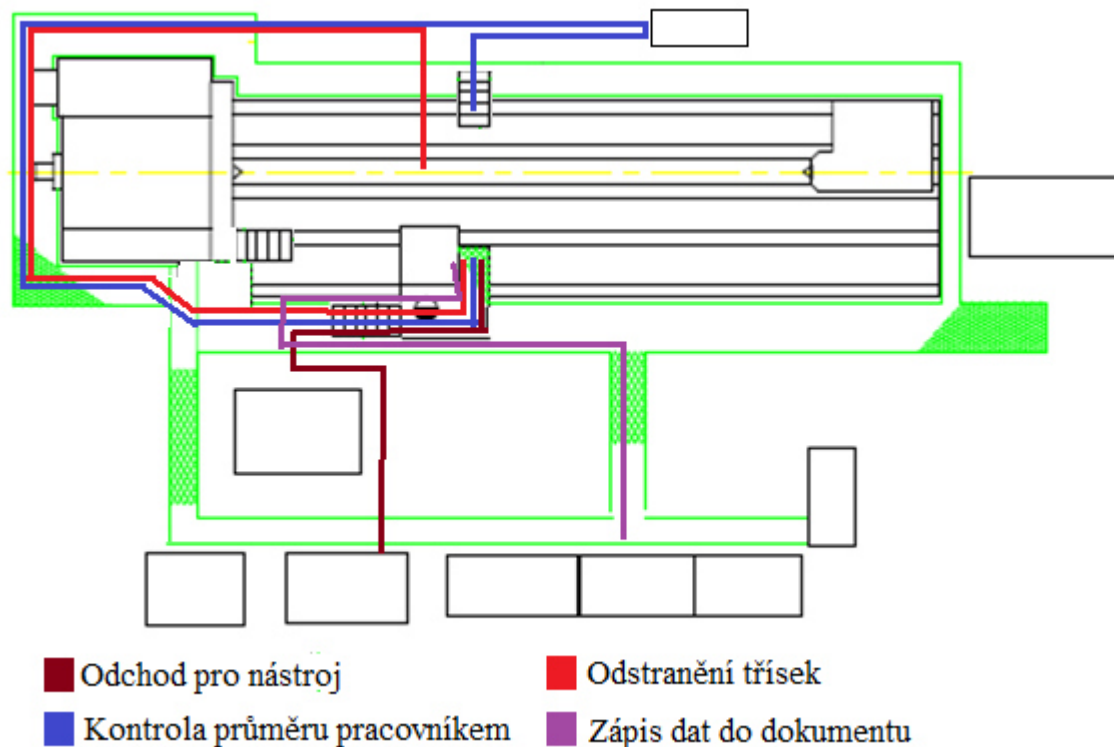 Odchod pro nástroj
Odstranění třísek
Kontrola průměru pracovníkem
Zápis dat do dokumentu